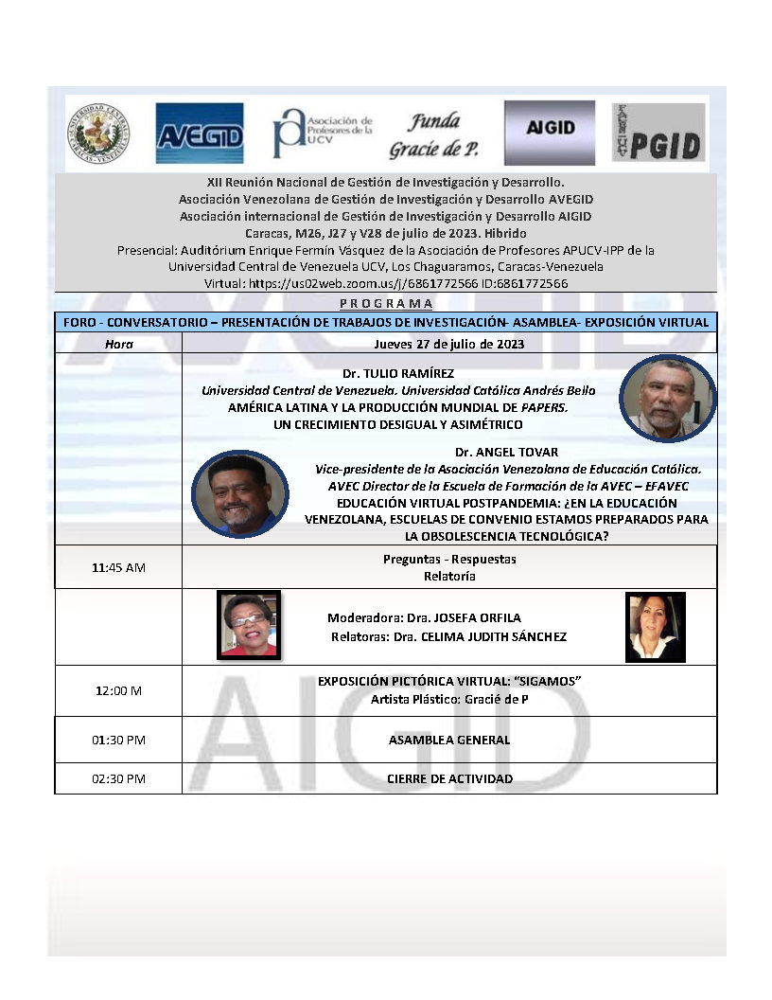 UNIVERSIDAD CENTRAL
CARACAS-VENEZUELA
AVEGID
Asociación de
Profesores de la
UCV
Funda
Gracie de P.
AIGID
PGID
XII Reunión Nacional de Gestión de Investigación y Desarrollo.
Asociación Venezolana de Gestión de Investigación y Desarrollo AVEGID
Asociación internacional de Gestión de Investigación y Desarrollo AIGID
Caracas, M26, J27 y V28 de julio de 2023. Hibrido
Presencial: Auditórium Enrique Fermín Vásquez de la Asociación de Profesores APUCV-IPP de la
Universidad Central de Venezuela UCV, Los Chaguaramos, Caracas-Venezuela
Virtual: https://us02web.zoom.us/j/6861772566 ID:6861772566
P R O G R A M A
FORO - CONVERSATORIO – PRESENTACIÓN DE TRABAJOS DE INVESTIGACIÓN- ASAMBLEA- EXPOSICIÓN VIRTUAL
Hora
Jueves 27 de julio de 2023
Dr. TULIO RAMÍREZ
Universidad Central de Venezuela. Universidad Católica Andrés Bello
AMÉRICA LATINA Y LA PRODUCCIÓN MUNDIAL DE PAPERS.
UN CRECIMIENTO DESIGUAL Y ASIMÉTRICO
Dr. ANGEL TOVAR
Vice-presidente de la Asociación Venezolana de Educación Católica.
AVEC Director de la Escuela de Formación de la AVEC – EFAVEC
EDUCACIÓN VIRTUAL POSTPANDEMIA: ¿EN LA EDUCACIÓN
VENEZOLANA, ESCUELAS DE CONVENIO ESTAMOS PREPARADOS PARA
LA OBSOLESCENCIA TECNOLÓGICA?
11:45 AM
Preguntas - Respuestas
Relatoría
Moderadora: Dra. JOSEFA ORFILA
Relatoras: Dra. CELIMA JUDITH SÁNCHEZ
12:00 M
EXPOSICIÓN PICTÓRICA VIRTUAL: “SIGAMOS”
Artista Plástico: Gracié de P
01:30 PM
ASAMBLEA GENERAL
02:30 PM
CIERRE DE ACTIVIDAD
AVEGID
AIGID